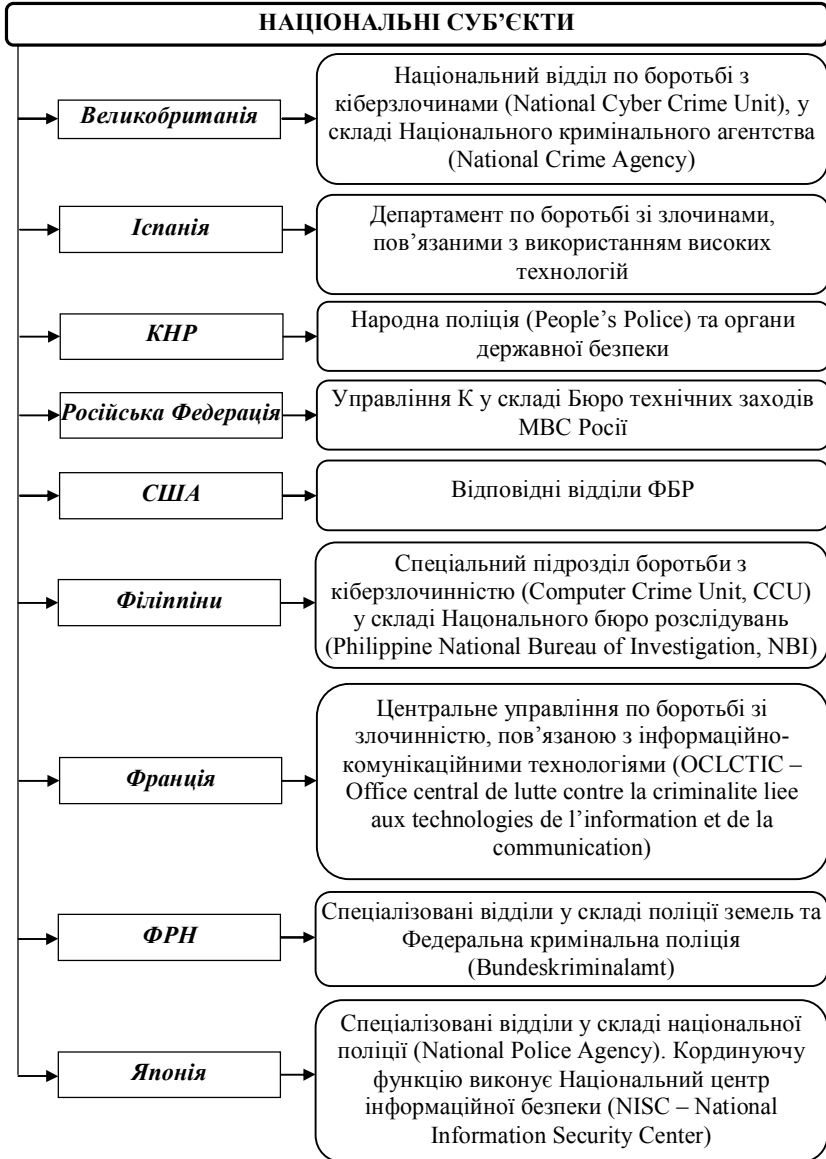 НАЦІОНАЛЬНІ СУБ’ЄКТИ
Великобританія
Національний відділ по боротьбі з
кіберзлочинами (National Cyber Crime Unit), у
складі Національного кримінального агентства
(National Crime Agency)
Іспанія
Департамент по боротьбі зі злочинами,
пов’язаними з використанням високих
технологій
КНР
Народна поліція (People’s Police) та органи
державної безпеки
Російська Федерація
Управління К у складі Бюро технічних заходів
МВС Росії
США
Відповідні відділи ФБР
Філіппіни
Спеціальний підрозділ боротьби з
кіберзлочинністю (Computer Crime Unit, CCU)
у складі Нацонального бюро розслідувань
(Philippine National Bureau of Investigation, NBI)
Франція
Центральне управління по боротьбі зі
злочинністю, пов’язаною з інформаційно-
комунікаційними технологіями (OCLCTIC –
Office central de lutte contre la criminalite liee
aux technologies de l’information et de la
communication)
ФРН
Спеціалізовані відділи у складі поліції земель та
Федеральна кримінальна поліція
(Bundeskriminalamt)
Японія
Спеціалізовані відділи у складі національної
поліції (National Police Agency). Кординуючу
функцію виконує Національний центр
інформаційної безпеки (NISC – National
Information Security Center)